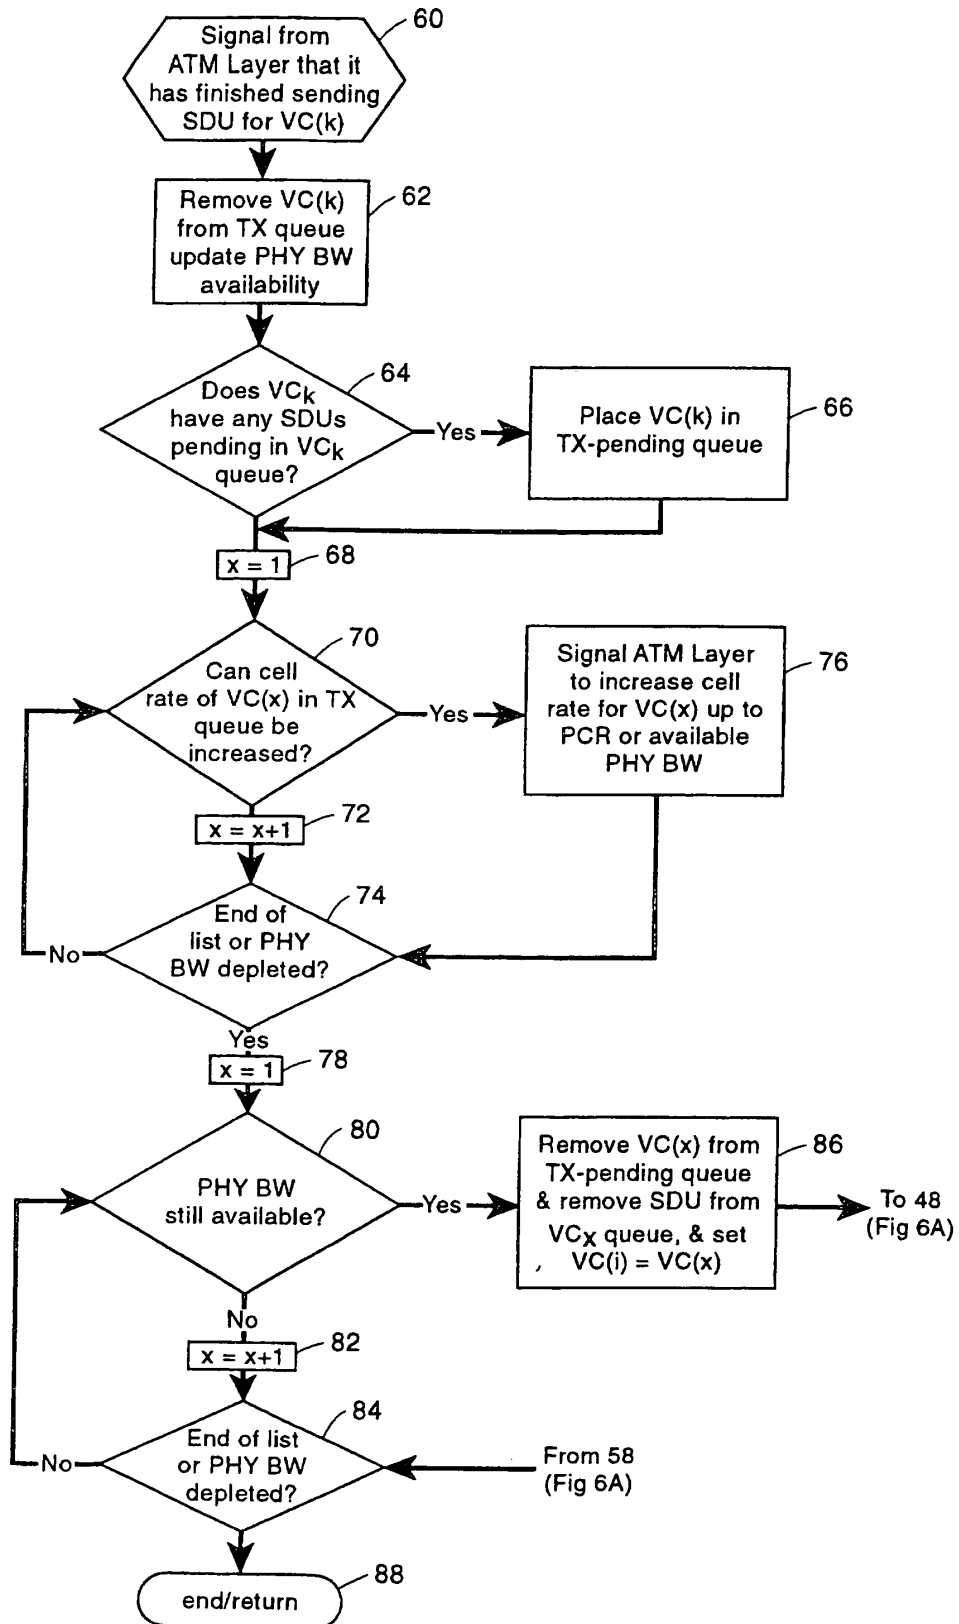 60
Signal from
ATM Layer that it
has finished sending
SDU for VC(k)
62
Remove VC(k)
from TX queue
update PHY BW
availability
64
Does VCk
have any SDUs
pending in VCk
queue?
Yes
66
Place VC(k) in
TX-pending queue
68
x = 1
70
Can cell
rate of VC(x) in TX
queue be
increased?
Yes
76
Signal ATM Layer
to increase cell
rate for VC(x) up to
PCR or available
PHY BW
72
x = x+1
74
End of
list or PHY
BW depleted?
No
Yes
78
x = 1
80
PHY BW
still available?
Yes
86
Remove VC(x) from
TX-pending queue
& remove SDU from
VCx queue, & set
VC(i) = VC(x)
To 48
(Fig 6A)
No
82
x = x+1
84
End of list
or PHY BW
depleted?
No
From 58
(Fig 6A)
88
end/return